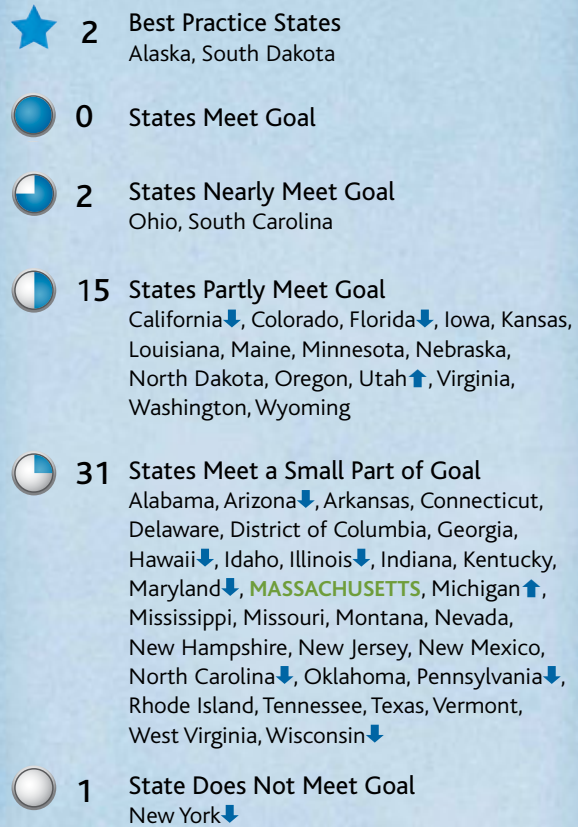 2 Best Practice States
Alaska, South Dakota
0 States Meet Goal
2 States Nearly Meet Goal
Ohio, South Carolina
15 States Partly Meet Goal
California⬇, Colorado, Florida⬇, Iowa, Kansas,
Louisiana, Maine, Minnesota, Nebraska,
North Dakota, Oregon, Utah⬆, Virginia,
Washington, Wyoming
31 States Meet a Small Part of Goal
Alabama, Arizona⬇, Arkansas, Connecticut,
Delaware, District of Columbia, Georgia,
Hawaii⬇, Idaho, Illinois⬇, Indiana, Kentucky,
Maryland⬇, MASSACHUSETTS, Michigan⬆,
Mississippi, Missouri, Montana, Nevada,
New Hampshire, New Jersey, New Mexico,
North Carolina⬇, Oklahoma, Pennsylvania⬇,
Rhode Island, Tennessee, Texas, Vermont,
West Virginia, Wisconsin⬇
1 State Does Not Meet Goal
New York⬇